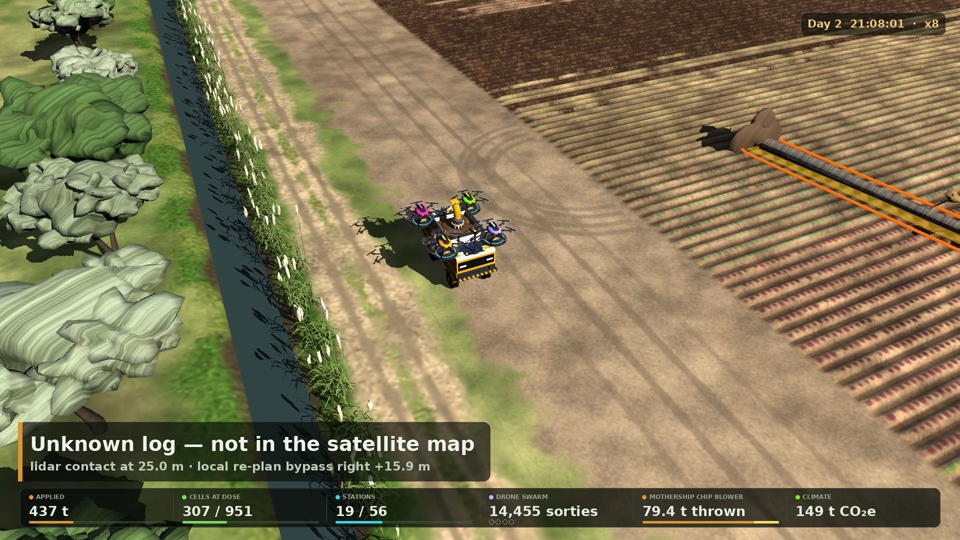 Day 2 21:08:01 · x8
Unknown log — not in the satellite map
lidar contact at 25.0 m · local re-plan bypass right +15.9 m
APPLIED
437 t
CELLS AT DOSE
307 / 951
STATIONS
19 / 56
DRONE SWARM
14,455 sorties
MOTHERSHIP CHIP BLOWER
79.4 t thrown
CLIMATE
149 t CO₂e